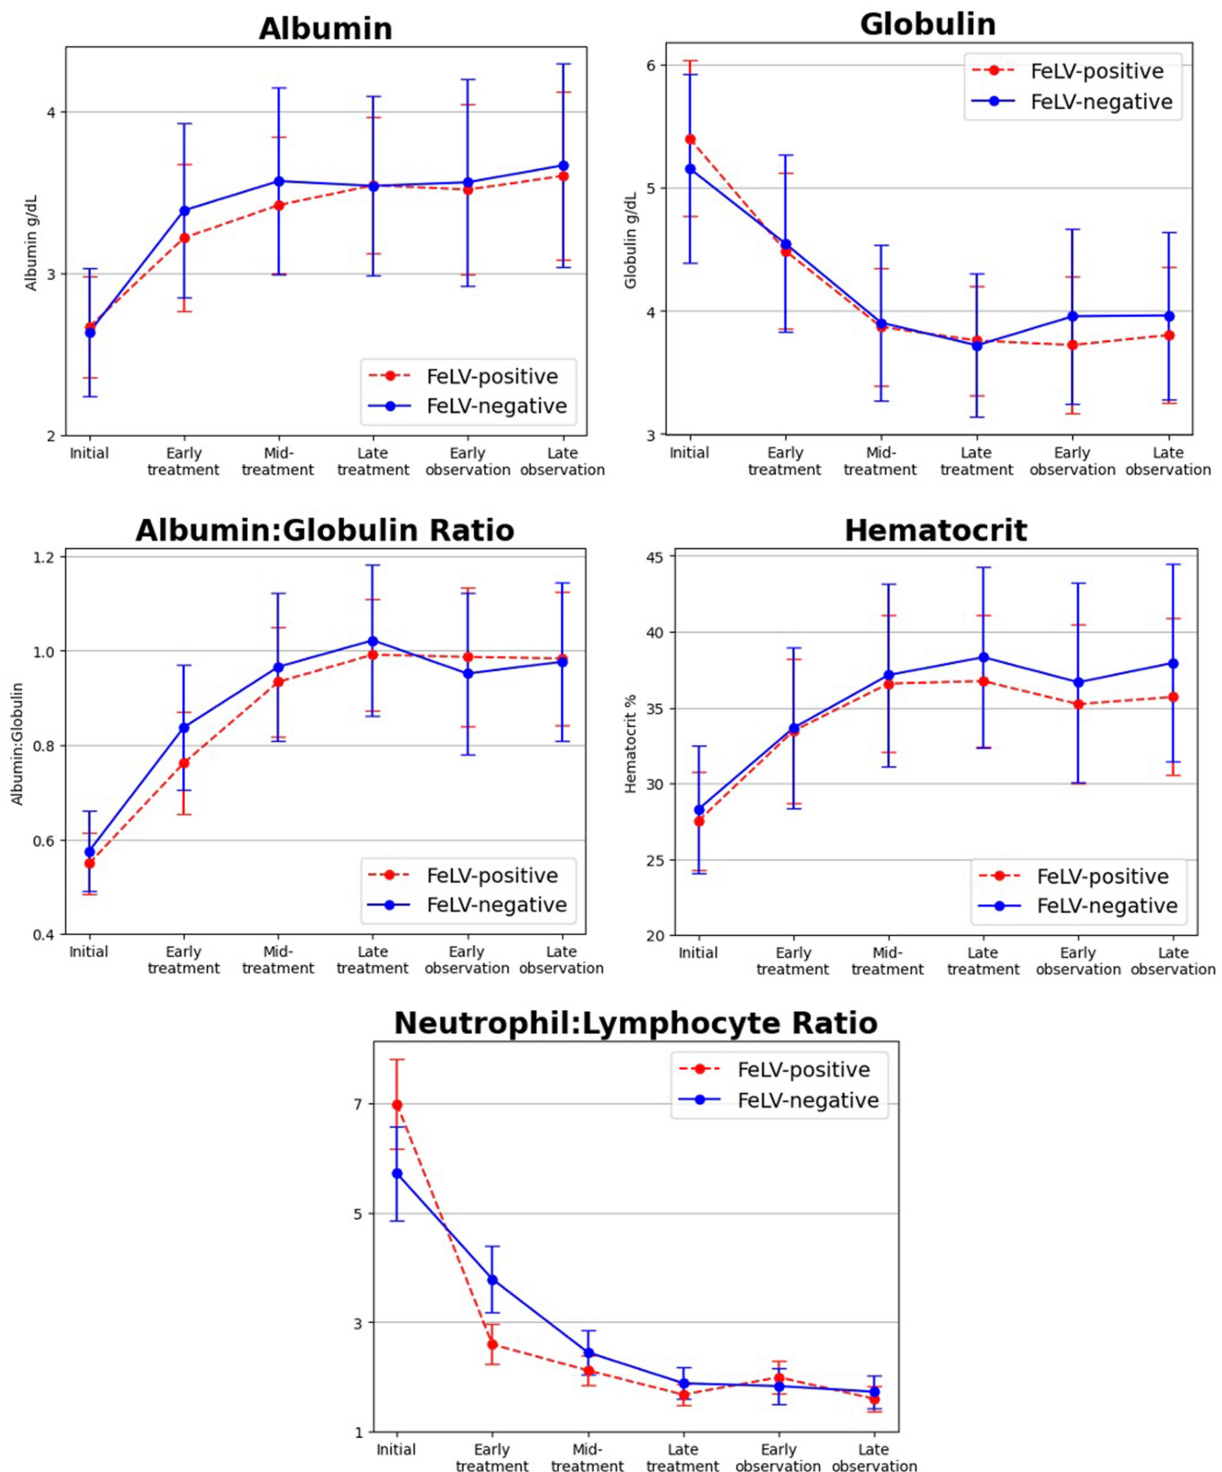 Albumin
Albumin g/dL
4
3
2
FeLV-positive
FeLV-negative
Initial
Early
treatment
Mid-
treatment
Late
treatment
Early
observation
Late
observation
Globulin
Globulin g/dL
6
5
4
3
FeLV-positive
FeLV-negative
Initial
Early
treatment
Mid-
treatment
Late
treatment
Early
observation
Late
observation
Albumin:Globulin Ratio
Albumin:Globulin
1.2
1.0
0.8
0.6
0.4
FeLV-positive
FeLV-negative
Initial
Early
treatment
Mid-
treatment
Late
treatment
Early
observation
Late
observation
Hematocrit
Hematocrit %
45
40
35
30
25
20
FeLV-positive
FeLV-negative
Initial
Early
treatment
Mid-
treatment
Late
treatment
Early
observation
Late
observation
Neutrophil:Lymphocyte Ratio
7
5
3
1
FeLV-positive
FeLV-negative
Initial
Early
treatment
Mid-
treatment
Late
treatment
Early
observation
Late
observation